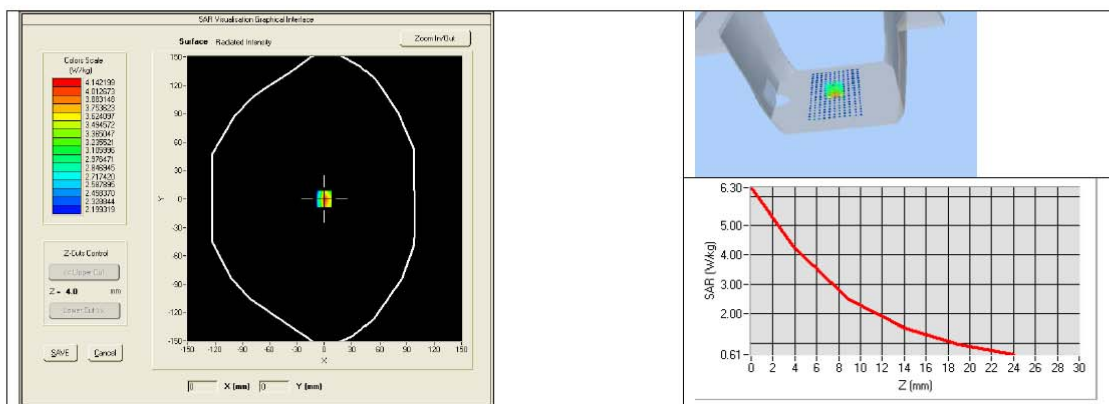 SAR Visualisation Graphical Interface
Surface Radiated Intensity
Zoom In/Out
Colors Scale
(W/kg)
4.142199
4.012673
3.883148
3.753623
3.624097
3.494572
3.365047
3.235521
3.105996
2.976471
2.846945
2.717420
2.587895
2.458370
2.328844
2.199319
150
120
90
60
30
0
-30
-60
-90
-120
-150
Y
-150 -120 -90 -60 -30 0 30 60 90 120 150
X
Z-Cuts Control
Z = 4.0 mm
SAVE Cancel
0 X (mm) 0 Y (mm)
6.30
5.00
4.00
3.00
2.00
0.61
SAR (W/kg)
0 2 4 6 8 10 12 14 16 18 20 22 24 26 28 30
Z (mm)